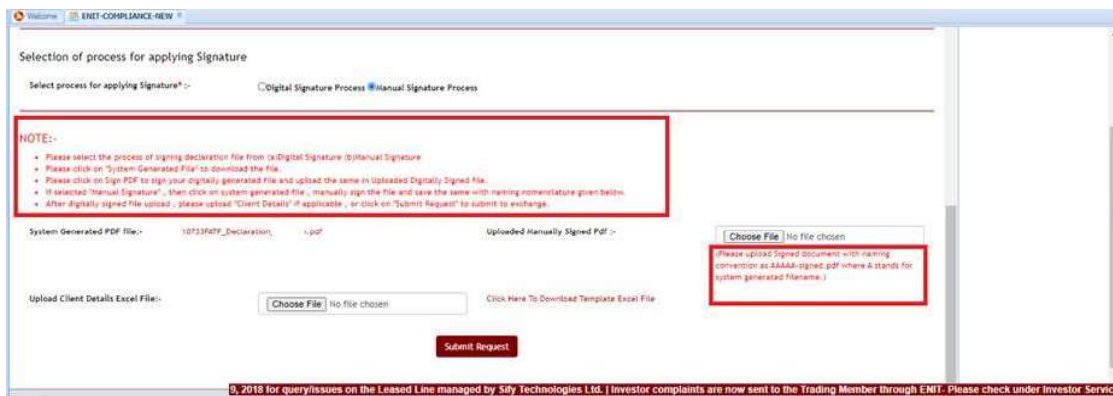 Welcome ENIT-COMPLIANCE-NEW
Selection of process for applying Signature
Select process for applying Signature* :- Digital Signature Process Manual Signature Process
NOTE:-
Please select the process of signing declaration file from (a)Digital Signature (b)Manual Signature
Please click on "System Generated File" to download the file.
Please click on Sign PDF to sign your digitally generated file and upload the same in Uploaded Digitally Signed file.
If selected "Manual Signature" , then click on system generated file , manually sign the file and save the same with naming nomenclature given below.
After digitally signed file upload , please upload "Client Details" if applicable , or click on "Submit Request" to submit to exchange.
System Generated PDF file:- 10733FATF_Declaration_ .pdf Uploaded Manually Signed Pdf :- Choose File No file chosen
(Please upload Signed document with naming
convention as AAAAA-signed.pdf where A stands for
system generated filename.)
Upload Client Details Excel File:- Choose File No file chosen Click Here To Download Template Excel File
Submit Request
9, 2018 for query/issues on the Leased Line managed by Sify Technologies Ltd. | Investor complaints are now sent to the Trading Member through ENIT- Please check under Investor Servic